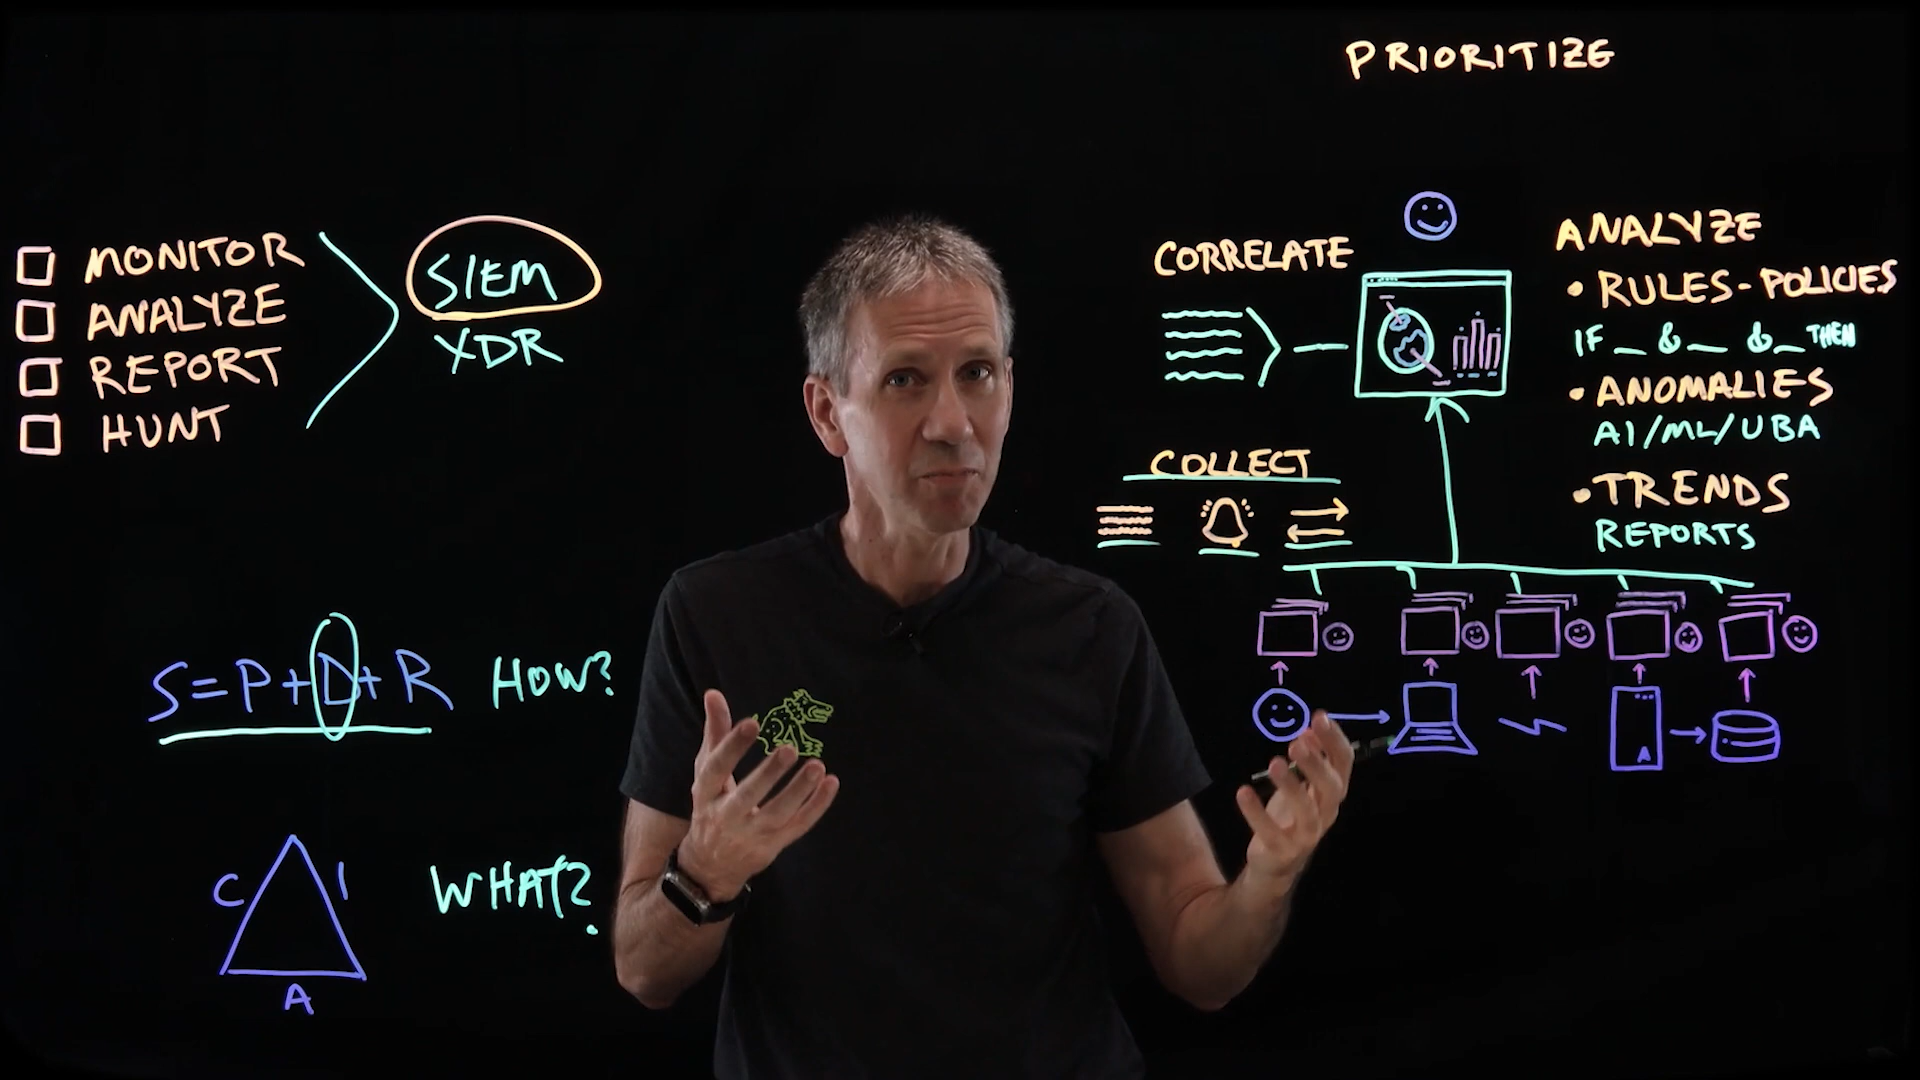 PRIORITIZE
MONITOR
ANALYZE
REPORT
HUNT
SIEM
XDR
S=P+D+R HOW?
C I
A
WHAT?
CORRELATE
COLLECT
ANALYZE
• RULES-POLICIES
IF _ & _ & _ THEN
• ANOMALIES
AI/ML/UBA
• TRENDS
REPORTS
A